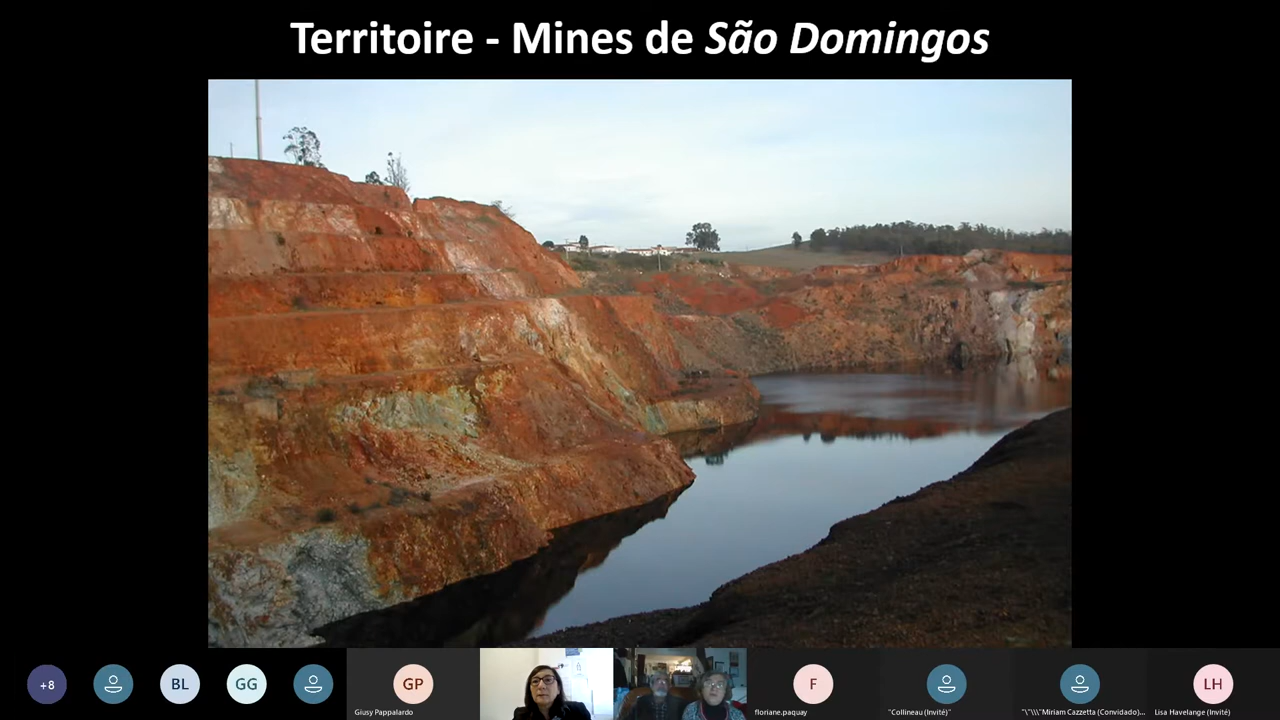 Territoire - Mines de São Domingos
+8
BL
GG
GP
F
LH
Giusy Pappalardo
floriane.paquay
"Collineau (Invité)"
"\"\\\"Miriam Cazzetta (Convidado)...
Lisa Havelange (Invité)